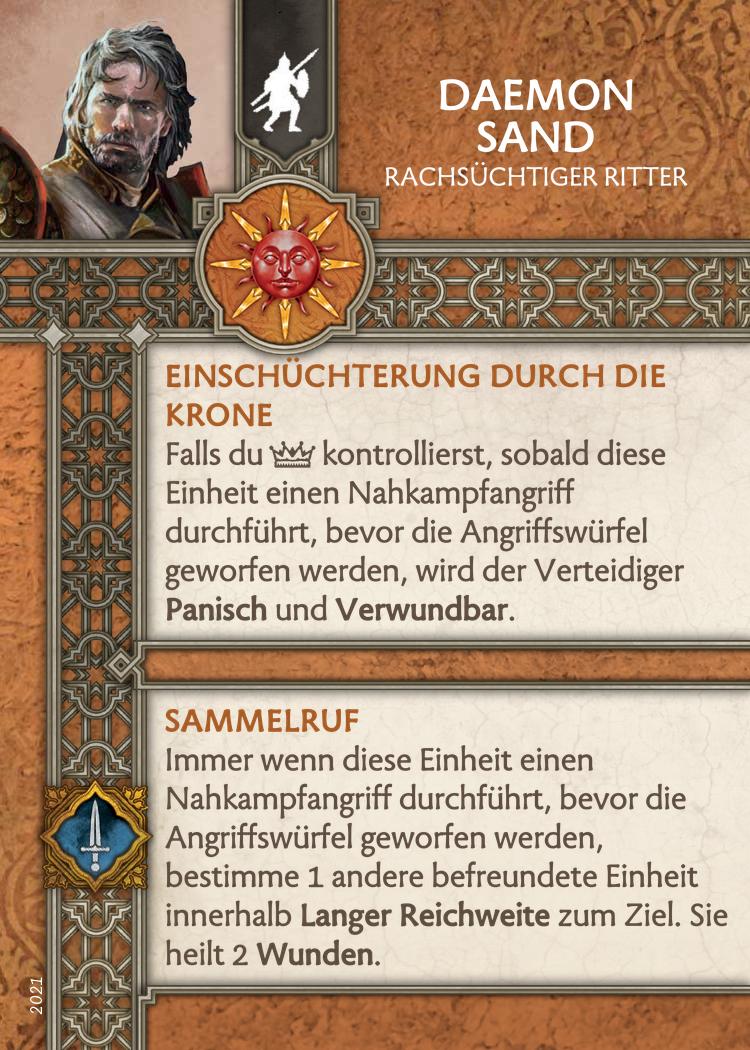 DAEMON
SAND
RACHSÜCHTIGER RITTER
EINSCHÜCHTERUNG DURCH DIE
KRONE
Falls du kontrollierst, sobald diese
Einheit einen Nahkampfangriff
durchführt, bevor die Angriffswürfel
geworfen werden, wird der Verteidiger
Panisch und Verwundbar.
SAMMELRUF
Immer wenn diese Einheit einen
Nahkampfangriff durchführt, bevor die
Angriffswürfel geworfen werden,
bestimme 1 andere befreundete Einheit
innerhalb Langer Reichweite zum Ziel. Sie
heilt 2 Wunden.
2021